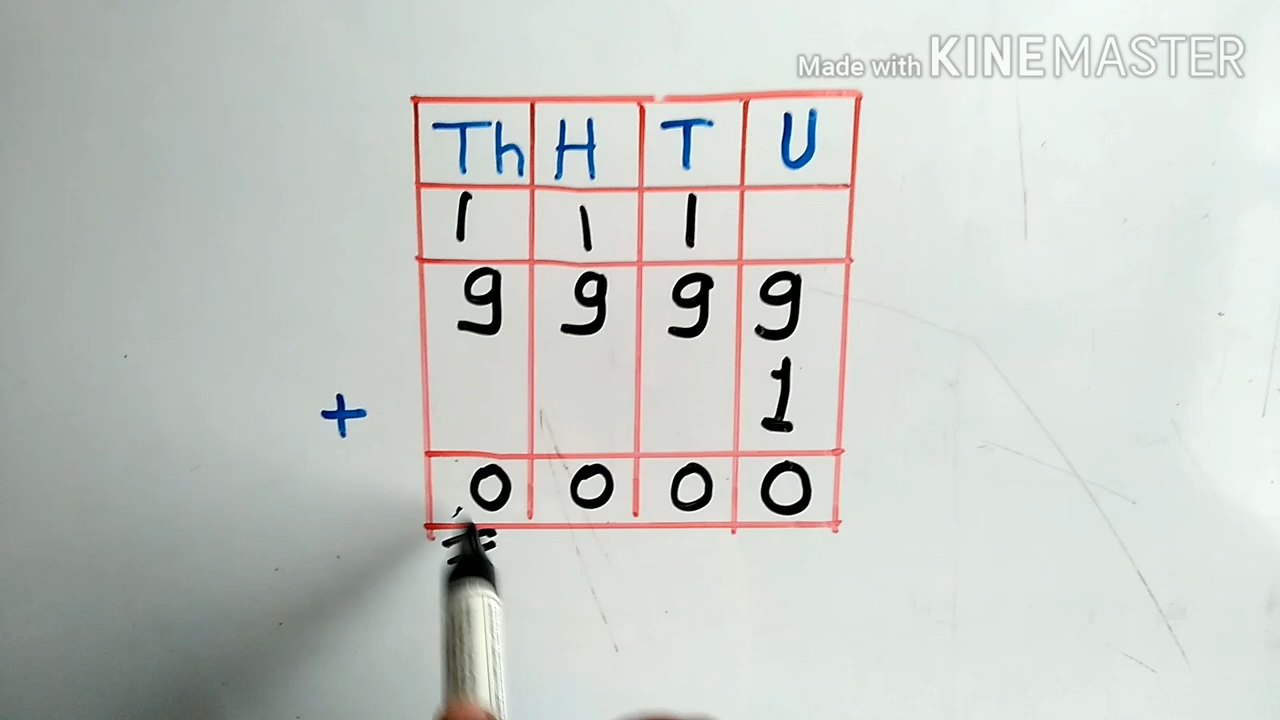 Made with KINEMASTER
Th H T U
1 1 1
9 9 9 9
1
+
0 0 0 0